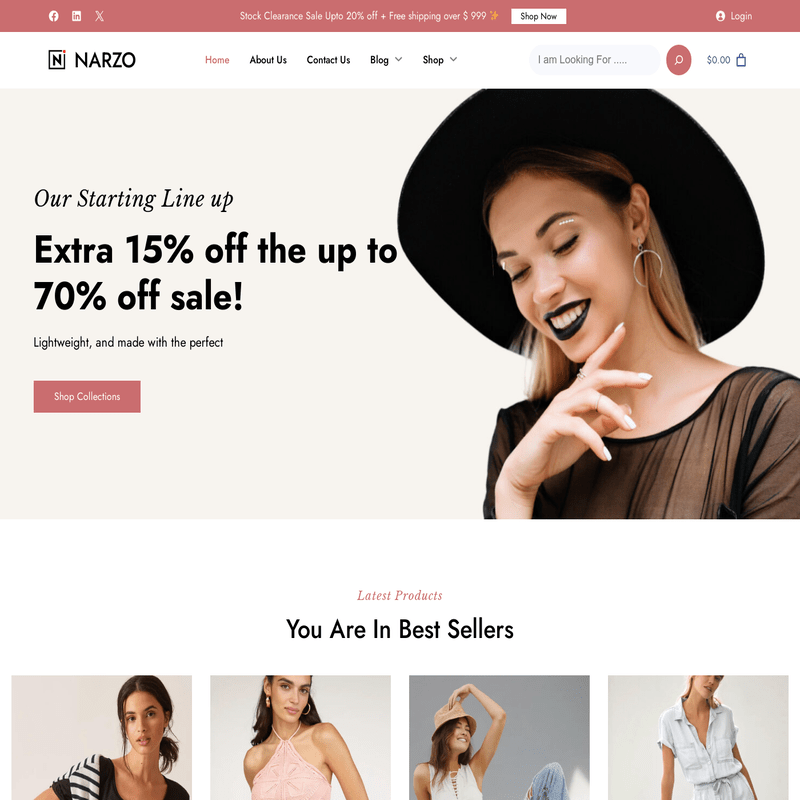 Stock Clearance Sale Upto 20% off + Free shipping over $ 999 ✨
Shop Now
Login
NARZO
Home
About Us
Contact Us
Blog
Shop
I am Looking For .....
$0.00
Our Starting Line up
Extra 15% off the up to
70% off sale!
Lightweight, and made with the perfect
Shop Collections
Latest Products
You Are In Best Sellers